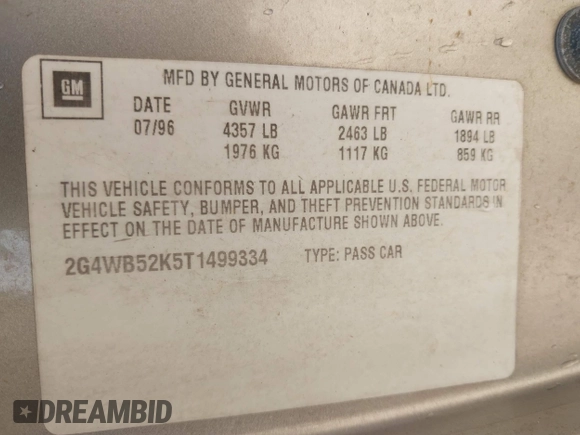 GM
MFD BY GENERAL MOTORS OF CANADA LTD.
DATE GVWR GAWR FRT GAWR RR
07/96 4357 LB 2463 LB 1894 LB
1976 KG 1117 KG 859 KG
THIS VEHICLE CONFORMS TO ALL APPLICABLE U.S. FEDERAL MOTOR
VEHICLE SAFETY, BUMPER, AND THEFT PREVENTION STANDARDS IN
EFFECT ON THE DATE OF MANUFACTURE SHOWN ABOVE.
2G4WB52K5T1499334 TYPE: PASS CAR
DREAMBID